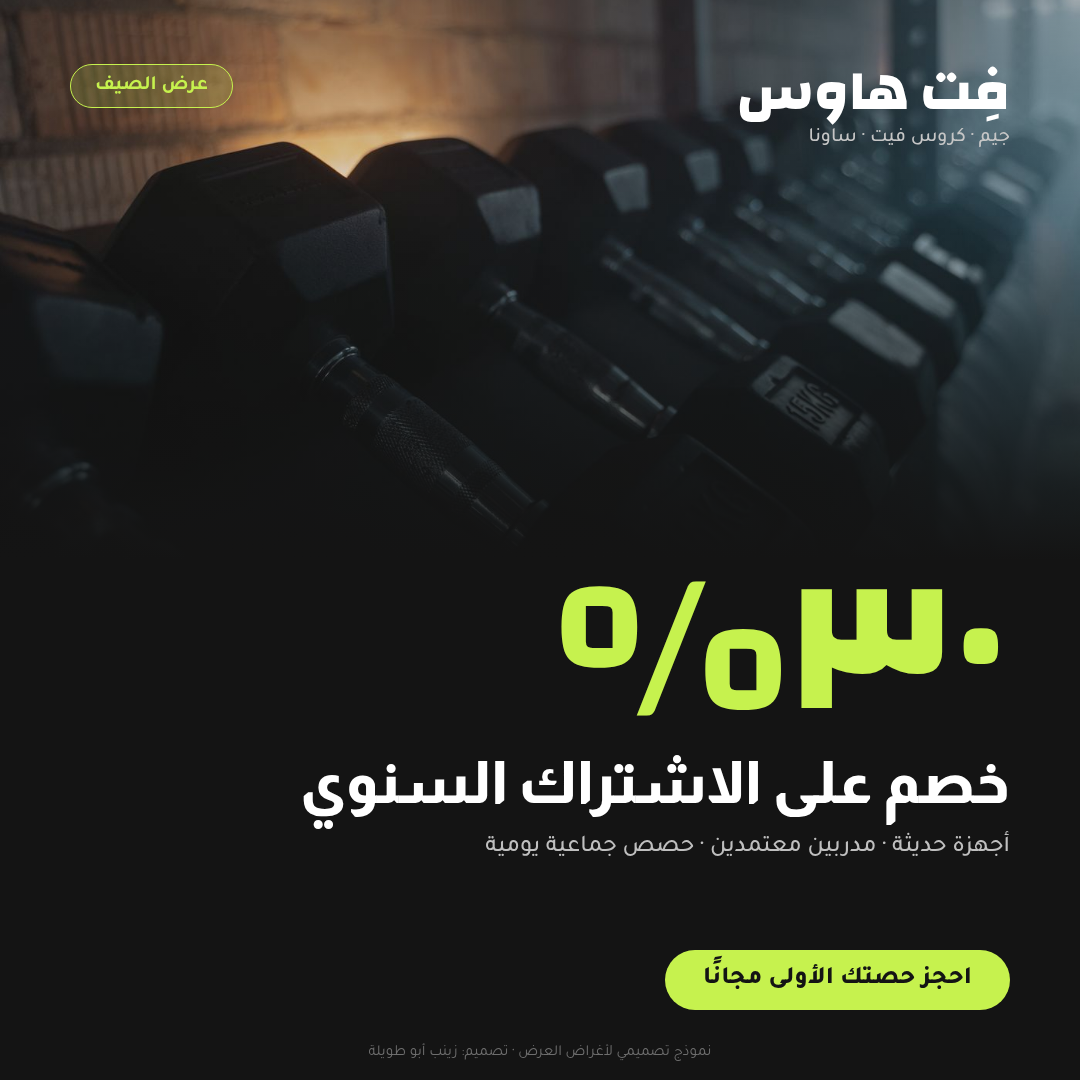 فِت هاوس
جيم · كروس فيت · ساونا
عرض الصيف
15KG
%٣٠
خصم على الاشتراك السنوي
أجهزة حديثة · مدربين معتمدين · حصص جماعية يومية
احجز حصتك الأولى مجانًا
نموذج تصميمي لأغراض العرض · تصميم: زينب أبو طويلة